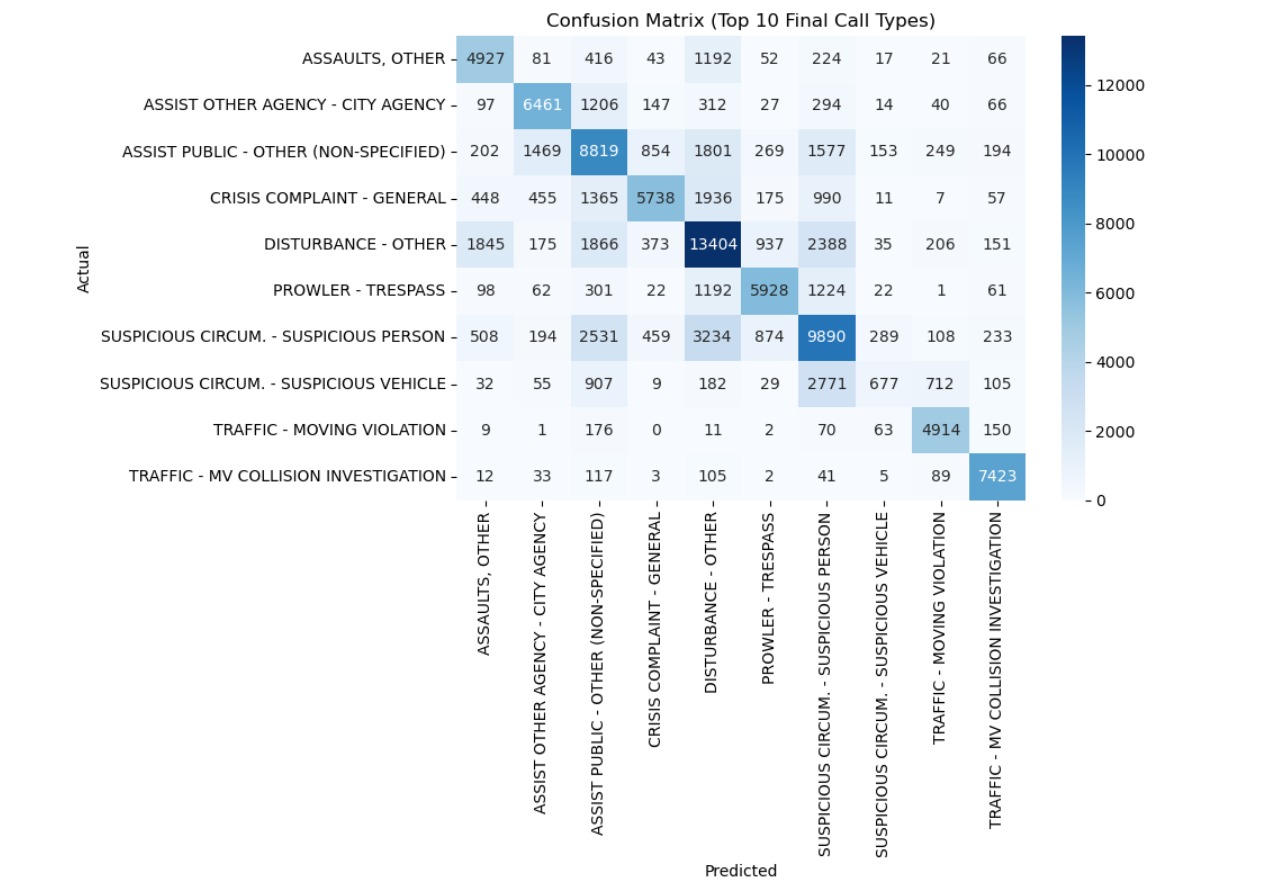 Confusion Matrix (Top 10 Final Call Types)
ASSAULTS, OTHER 4927 81 416 43 1192 52 224 17 21 66
ASSIST OTHER AGENCY - CITY AGENCY 97 6461 1206 147 312 27 294 14 40 66
ASSIST PUBLIC - OTHER (NON-SPECIFIED) 202 1469 8819 854 1801 269 1577 153 249 194
CRISIS COMPLAINT - GENERAL 448 455 1365 5738 1936 175 990 11 7 57
DISTURBANCE - OTHER 1845 175 1866 373 13404 937 2388 35 206 151
PROWLER - TRESPASS 98 62 301 22 1192 5928 1224 22 1 61
SUSPICIOUS CIRCUM. - SUSPICIOUS PERSON 508 194 2531 459 3234 874 9890 289 108 233
SUSPICIOUS CIRCUM. - SUSPICIOUS VEHICLE 32 55 907 9 182 29 2771 677 712 105
TRAFFIC - MOVING VIOLATION 9 1 176 0 11 2 70 63 4914 150
TRAFFIC - MV COLLISION INVESTIGATION 12 33 117 3 105 2 41 5 89 7423
Actual
ASSAULTS, OTHER
ASSIST OTHER AGENCY - CITY AGENCY
ASSIST PUBLIC - OTHER (NON-SPECIFIED)
CRISIS COMPLAINT - GENERAL
DISTURBANCE - OTHER
PROWLER - TRESPASS
SUSPICIOUS CIRCUM. - SUSPICIOUS PERSON
SUSPICIOUS CIRCUM. - SUSPICIOUS VEHICLE
TRAFFIC - MOVING VIOLATION
TRAFFIC - MV COLLISION INVESTIGATION
Predicted
12000
10000
8000
6000
4000
2000
0